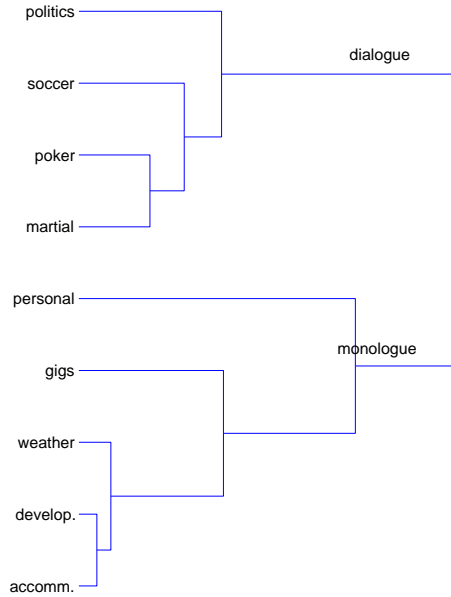 politics
dialogue
soccer
poker
martial
personal
monologue
gigs
weather
develop.
accomm.